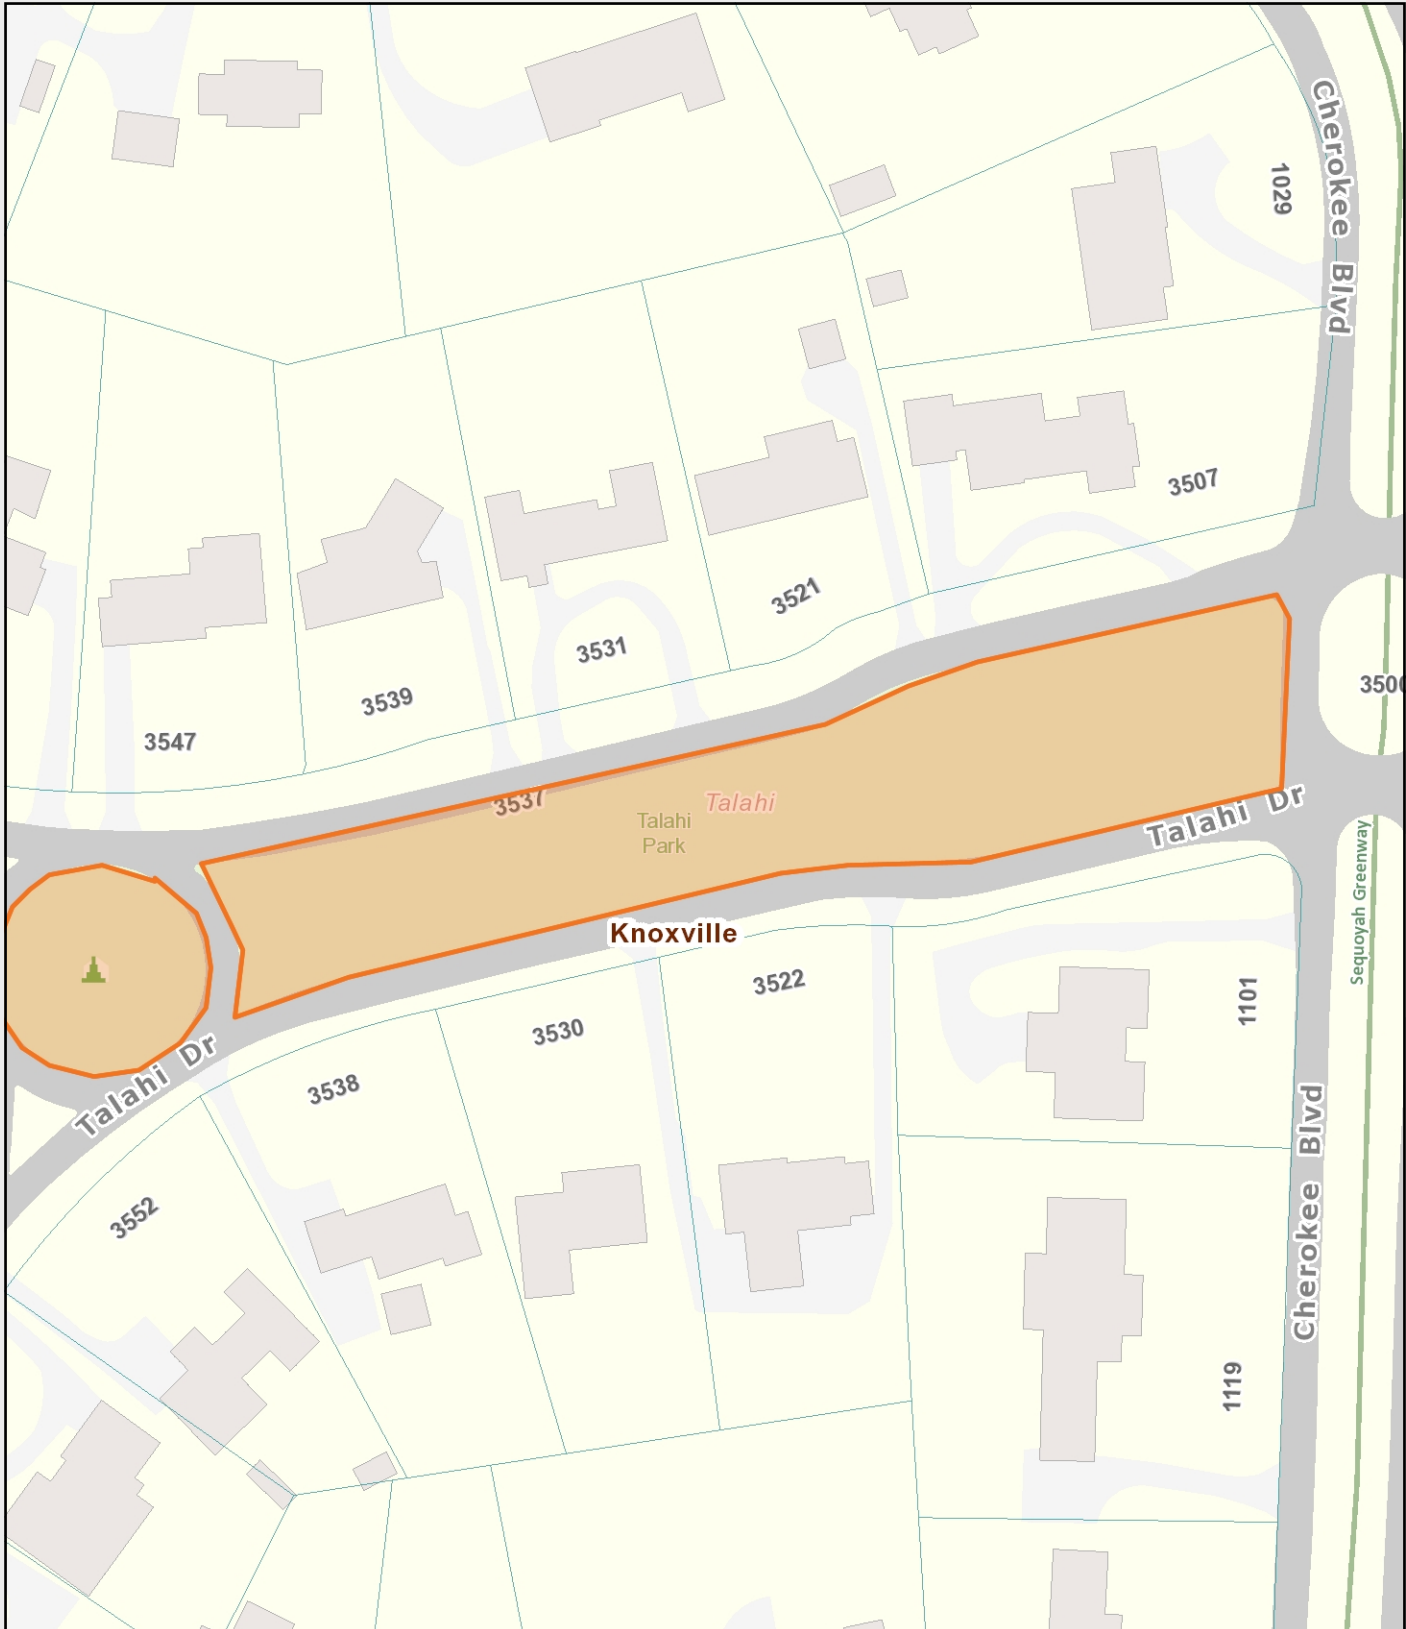 Cherokee Blvd
1029
3507
3521
3531
3539
3547
3500
3537
Talahi
Talahi
Park
Talahi Dr
Knoxville
Sequoyah Greenway
3522
1101
3530
Talahi Dr
3538
3552
Cherokee Blvd
1119